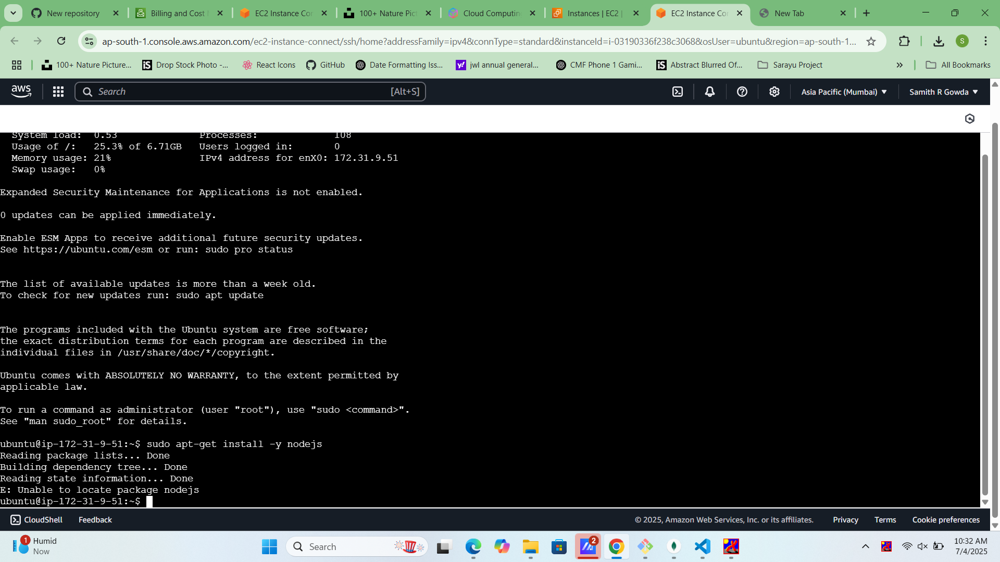 New repository
Billing and Cost
EC2 Instance Co
100+ Nature Pict
Cloud Computin
Instances | EC2 |
EC2 Instance Co
New Tab
ap-south-1.console.aws.amazon.com/ec2-instance-connect/ssh/home?addressFamily=ipv4&connType=standard&instanceId=i-03190336f238c3068&osUser=ubuntu&region=ap-south-1...
S
100+ Nature Picture...
Drop Stock Photo -...
React Icons
GitHub
Date Formatting Iss...
jwl annual general...
CMF Phone 1 Gami...
Abstract Blurred Of...
Sarayu Project
All Bookmarks
aws
Search
[Alt+S]
Asia Pacific (Mumbai)
Samith R Gowda
System load: 0.53 Processes: 108
Usage of /: 25.3% of 6.71GB Users logged in: 0
Memory usage: 21% IPv4 address for enX0: 172.31.9.51
Swap usage: 0%
Expanded Security Maintenance for Applications is not enabled.
0 updates can be applied immediately.
Enable ESM Apps to receive additional future security updates.
See https://ubuntu.com/esm or run: sudo pro status
The list of available updates is more than a week old.
To check for new updates run: sudo apt update
The programs included with the Ubuntu system are free software;
the exact distribution terms for each program are described in the
individual files in /usr/share/doc/*/copyright.
Ubuntu comes with ABSOLUTELY NO WARRANTY, to the extent permitted by
applicable law.
To run a command as administrator (user "root"), use "sudo <command>".
See "man sudo_root" for details.
ubuntu@ip-172-31-9-51:~$ sudo apt-get install -y nodejs
Reading package lists... Done
Building dependency tree... Done
Reading state information... Done
E: Unable to locate package nodejs
ubuntu@ip-172-31-9-51:~$
CloudShell
Feedback
© 2025, Amazon Web Services, Inc. or its affiliates.
Privacy
Terms
Cookie preferences
1
Humid
Now
Search
2
10:32 AM
7/4/2025